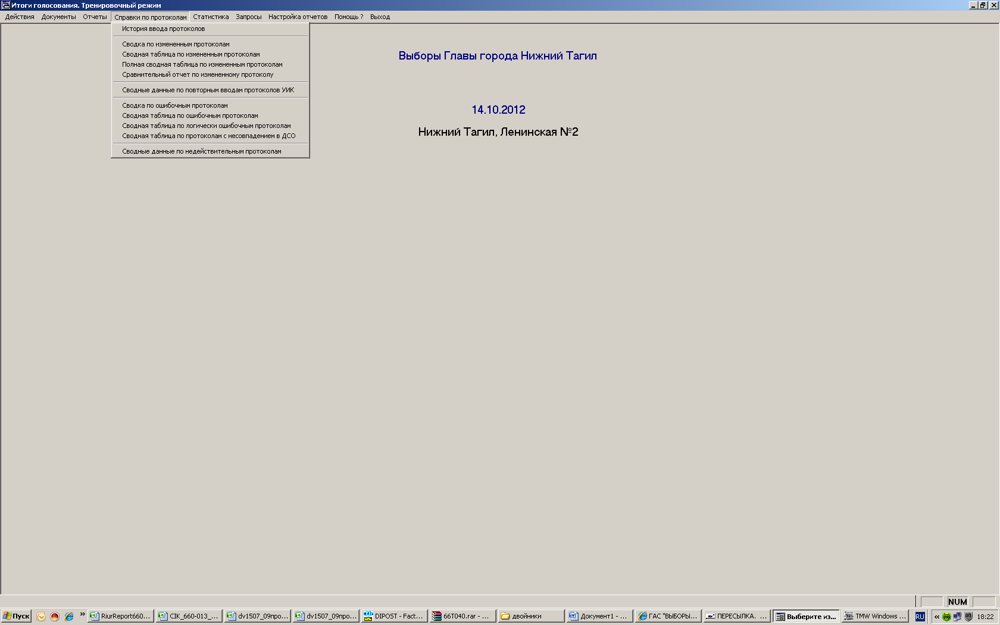 Итоги голосования. Тренировочный режим
Действия Документы Отчеты Справки по протоколам Статистика Запросы Настройка отчетов Помощь ? Выход
История ввода протоколов
Сводка по измененным протоколам
Сводная таблица по измененным протоколам
Полная сводная таблица по измененным протоколам
Сравнительный отчет по измененному протоколу
Сводные данные по повторным вводам протоколов УИК
Сводка по ошибочным протоколам
Сводная таблица по ошибочным протоколам
Сводная таблица по логически ошибочным протоколам
Сводная таблица по протоколам с несовпадением в ДСО
Сводные данные по недействительным протоколам
Выборы Главы города Нижний Тагил
14.10.2012
Нижний Тагил, Ленинская №2
NUM
Пуск » RiurReport660... CIK_660-013_... dv1507_09про... dv1507_09про... DIPOST - Fact... 66T040.rar - ... двойники Документ1 - ... ГАС "ВЫБОРЫ... ПЕРЕСЫЛКА. ... Выберите из... TMW Windows ... RU « 18:22